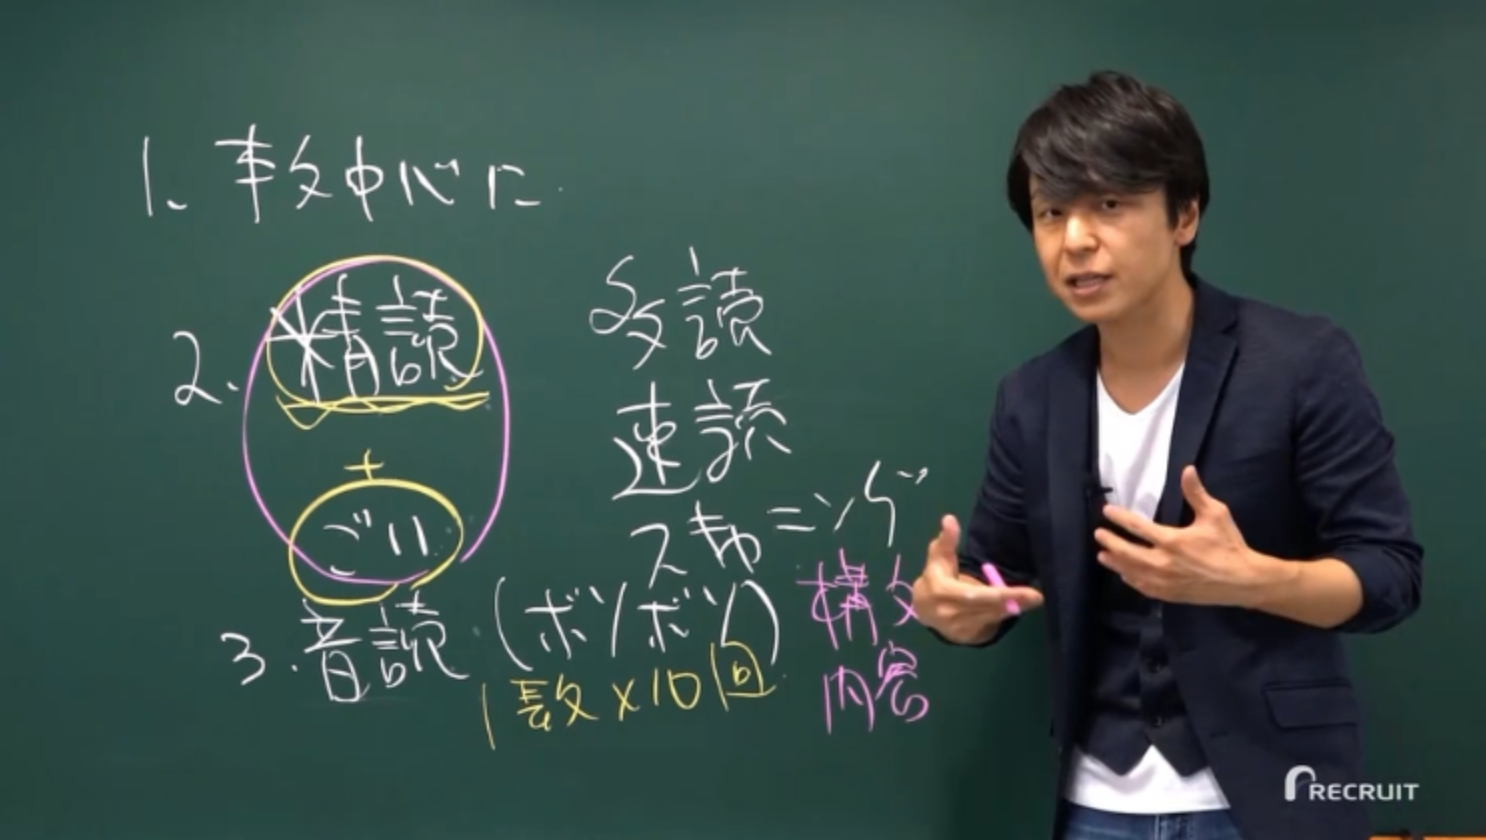 1. 長文中心に
2. 精読
+
ごい
多読
速読
スキャニング
3. 音読 (ボソボソ)
1長文×10回
構文
内容
RECRUIT